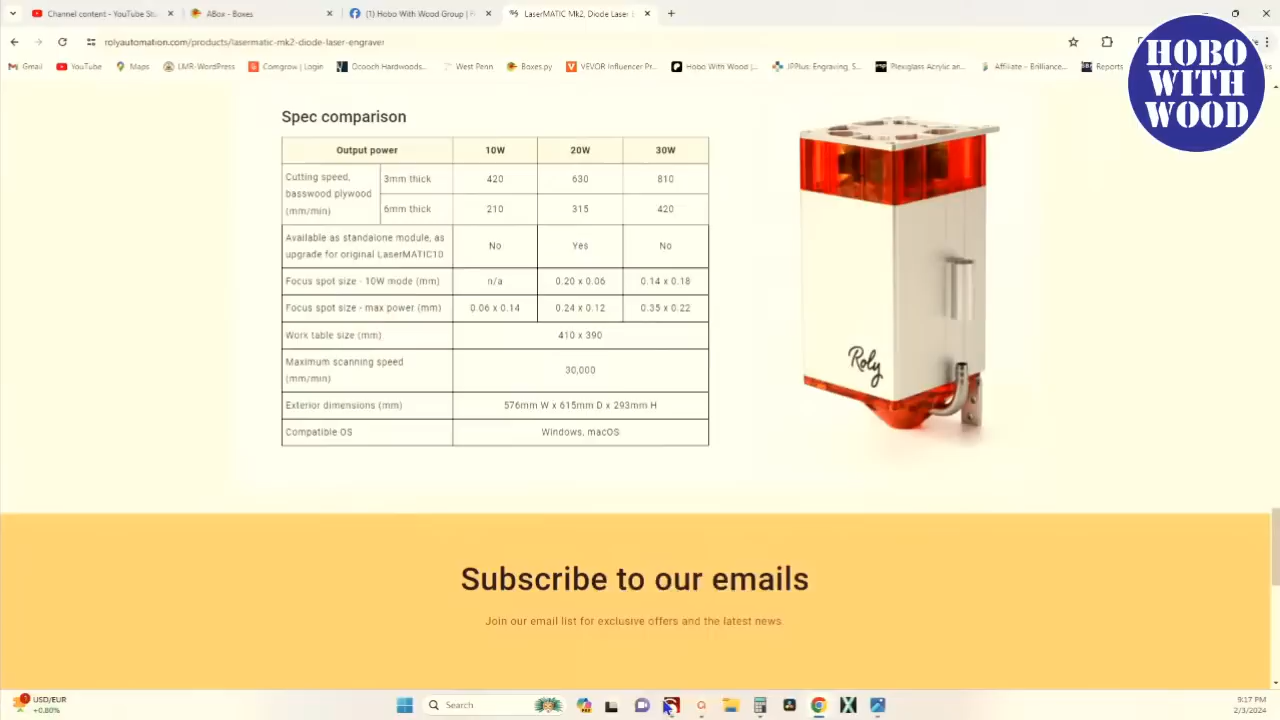 Channel content - YouTube Stu
ABox - Boxes
(1) Hobo With Wood Group | F
LaserMATIC Mk2, Diode Laser E
rolyautomation.com/products/lasermatic-mk2-diode-laser-engraver
Gmail
YouTube
Maps
LMR-WordPress
Comgrow | Login
Ocooch Hardwoods...
West Penn
Boxes.py
VEVOR Influencer Pr...
Hobo With Wood |...
JPPlus: Engraving, S...
Plexiglass Acrylic an...
Affiliate - Brilliance...
Reports
HOBO
WITH
WOOD
Spec comparison
Output power 10W 20W 30W
Cutting speed, basswood plywood (mm/min) 3mm thick 420 630 810
6mm thick 210 315 420
Available as standalone module, as
upgrade for original LaserMATIC10 No Yes No
Focus spot size - 10W mode (mm) n/a 0.20 x 0.06 0.14 x 0.18
Focus spot size - max power (mm) 0.06 x 0.14 0.24 x 0.12 0.35 x 0.22
Work table size (mm) 410 x 390
Maximum scanning speed
(mm/min) 30,000
Exterior dimensions (mm) 576mm W x 615mm D x 293mm H
Compatible OS Windows, macOS
Roly
Subscribe to our emails
Join our email list for exclusive offers and the latest news.
USD/EUR
+0.80%
Search
9:17 PM
2/3/2024